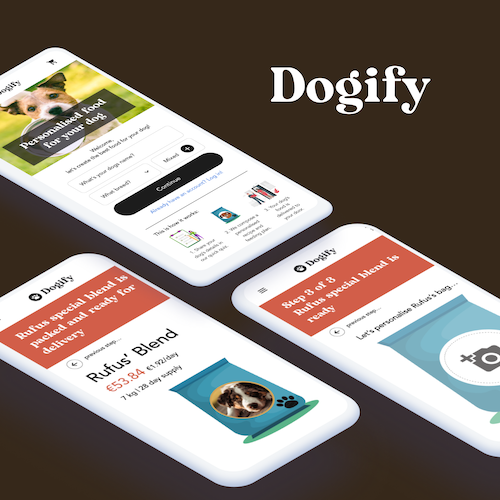 Dogify
Dogify
Personalised food
for your dog
Welcome,
let's create the best food for your dog!
What's your dogs name?
What breed?
Mixed
Continue
Already have an account? Log in!
This is how it works:
1. Share your
dog's details in
our quick quiz.
2. We compose a
personalised
recipe and
feeding plan.
3. Your dog's
food is
delivered to
your door.
Dogify
Rufus special blend is
packed and ready for
delivery
previous step...
Rufus' Blend
€53.84 €1.92/day
7 kg | 28 day supply
Dogify
Step 8 of 8
Rufus special blend is
ready
previous step...
Let's personalise Rufus's bag...